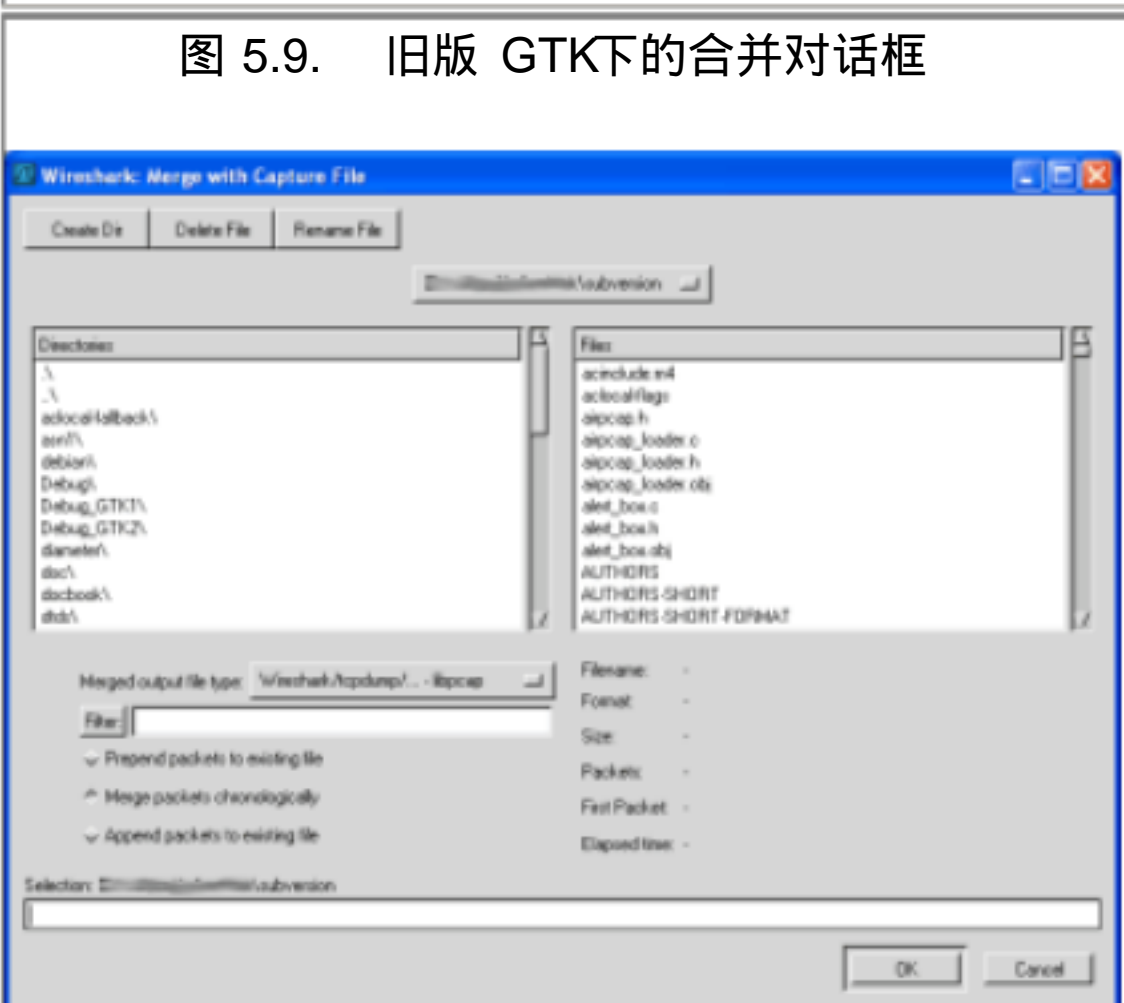 图 5.9. 旧版 GTK下的合并对话框
Wireshark: Merge with Capture File
Create Dir Delete File Rename File
\subversion
Directories
.\
..\
aclocal-fallback\
asn1\
debian\
Debug\
Debug_GTK1\
Debug_GTK2\
diameter\
doc\
docbook\
dtds\
Files
acinclude.m4
aclocal-flags
airpcap.h
airpcap_loader.c
airpcap_loader.h
airpcap_loader.obj
alert_box.c
alert_box.h
alert_box.obj
AUTHORS
AUTHORS-SHORT
AUTHORS-SHORT-FORMAT
Merged output file type: Wireshark/tcpdump/... - libpcap
Filter:
Prepend packets to existing file
Merge packets chronologically
Append packets to existing file
Filename: -
Format: -
Size: -
Packets: -
First Packet: -
Elapsed time: -
Selection: \subversion
OK Cancel